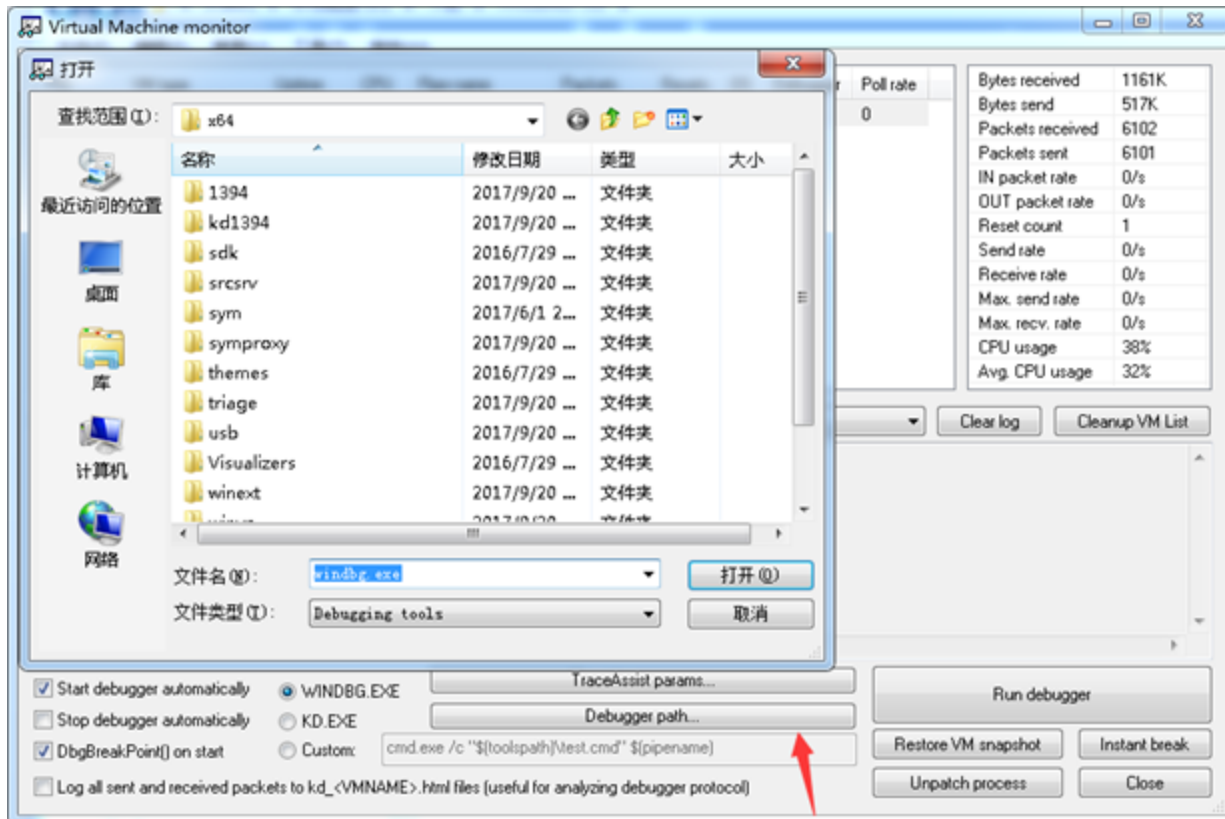 Virtual Machine monitor
打开
查找范围(I): x64
名称 修改日期 类型 大小
最近访问的位置
桌面
库
计算机
网络
1394 2017/9/20 ... 文件夹
kd1394 2017/9/20 ... 文件夹
sdk 2016/7/29 ... 文件夹
srcsrv 2017/9/20 ... 文件夹
sym 2017/6/1 2... 文件夹
symproxy 2017/9/20 ... 文件夹
themes 2016/7/29 ... 文件夹
triage 2017/9/20 ... 文件夹
usb 2017/9/20 ... 文件夹
Visualizers 2016/7/29 ... 文件夹
winext 2017/9/20 ... 文件夹
文件名(N): windbg.exe 打开(O)
文件类型(T): Debugging tools 取消
Poll rate
0
Bytes received 1161K
Bytes send 517K
Packets received 6102
Packets sent 6101
IN packet rate 0/s
OUT packet rate 0/s
Reset count 1
Send rate 0/s
Receive rate 0/s
Max. send rate 0/s
Max. recv. rate 0/s
CPU usage 38%
Avg. CPU usage 32%
Clear log Cleanup VM List
Start debugger automatically WINDBG.EXE TraceAssist params... Run debugger
Stop debugger automatically KD.EXE Debugger path...
DbgBreakPoint() on start Custom: cmd.exe /c "$(toolspath)\test.cmd" $(pipename) Restore VM snapshot Instant break
Log all sent and received packets to kd_<VMNAME>.html files (useful for analyzing debugger protocol) Unpatch process Close